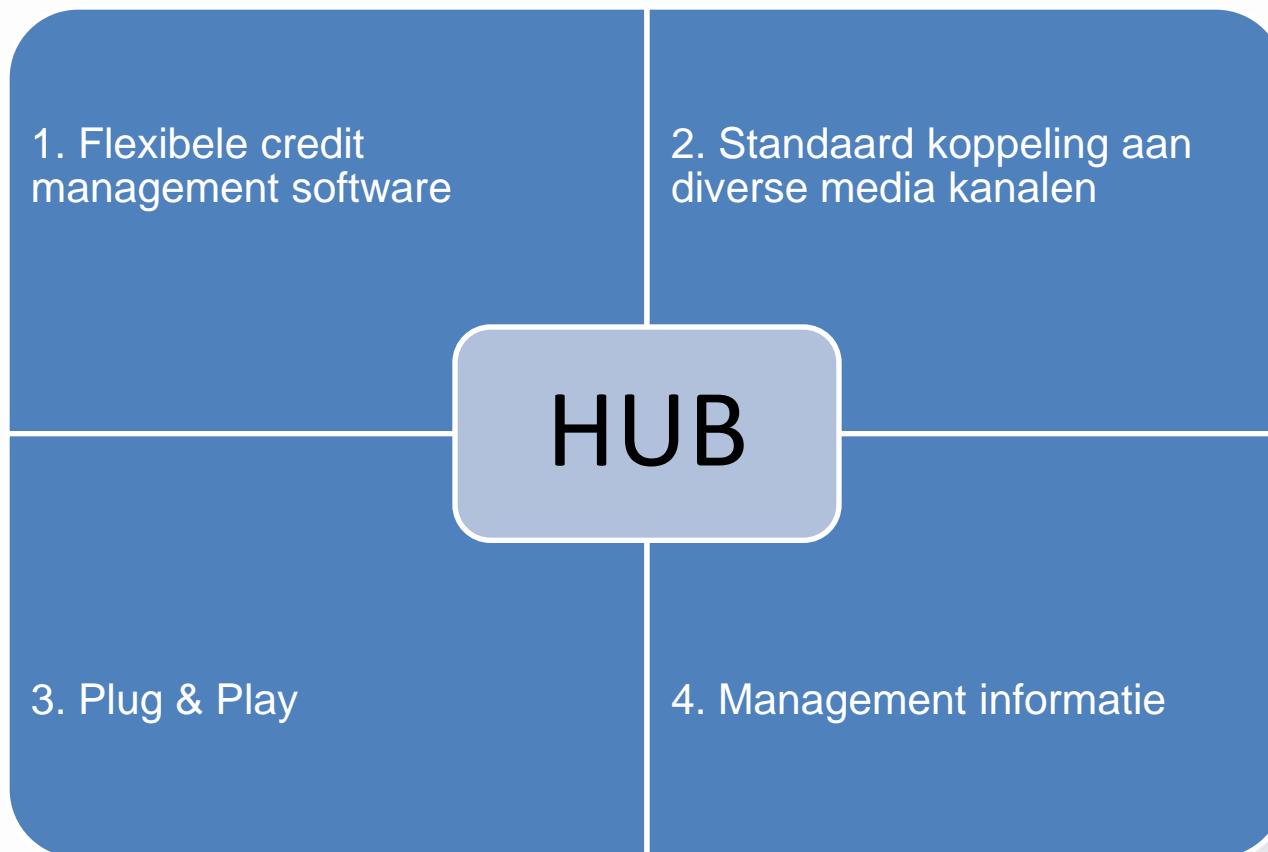 1. Flexibele credit
management software
2. Standaard koppeling aan
diverse media kanalen
HUB
3. Plug & Play
4. Management informatie